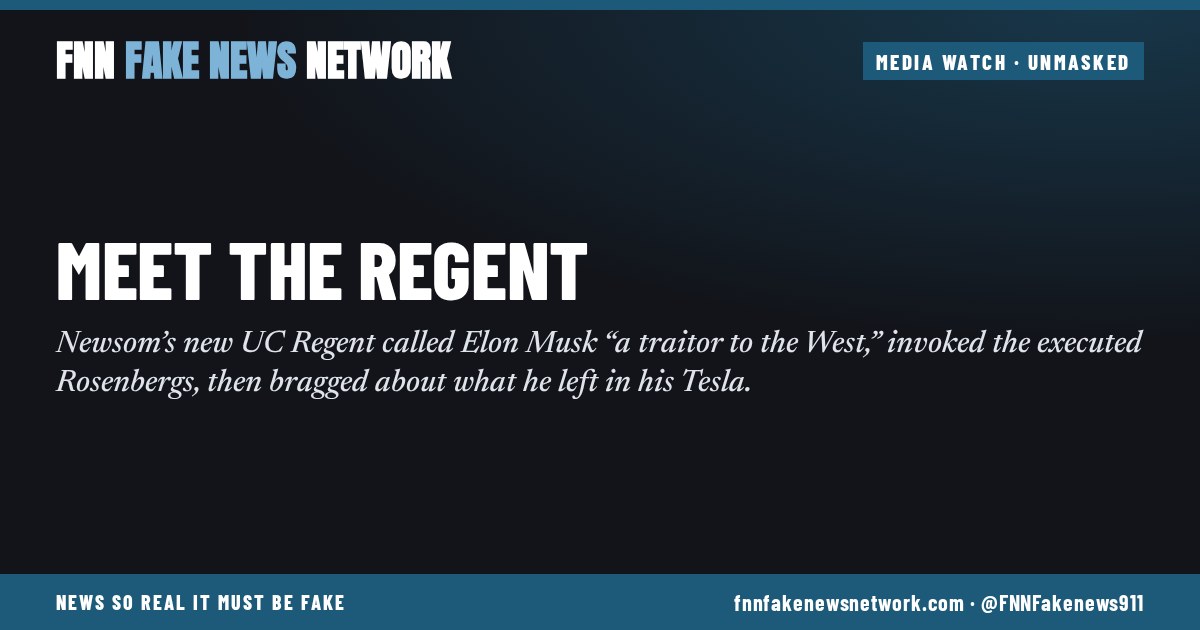 FNN FAKE NEWS NETWORK
MEDIA WATCH · UNMASKED
MEET THE REGENT
Newsom’s new UC Regent called Elon Musk “a traitor to the West,” invoked the executed
Rosenbergs, then bragged about what he left in his Tesla.
NEWS SO REAL IT MUST BE FAKE
fnnfakenewsnetwork.com · @FNNFakenews911